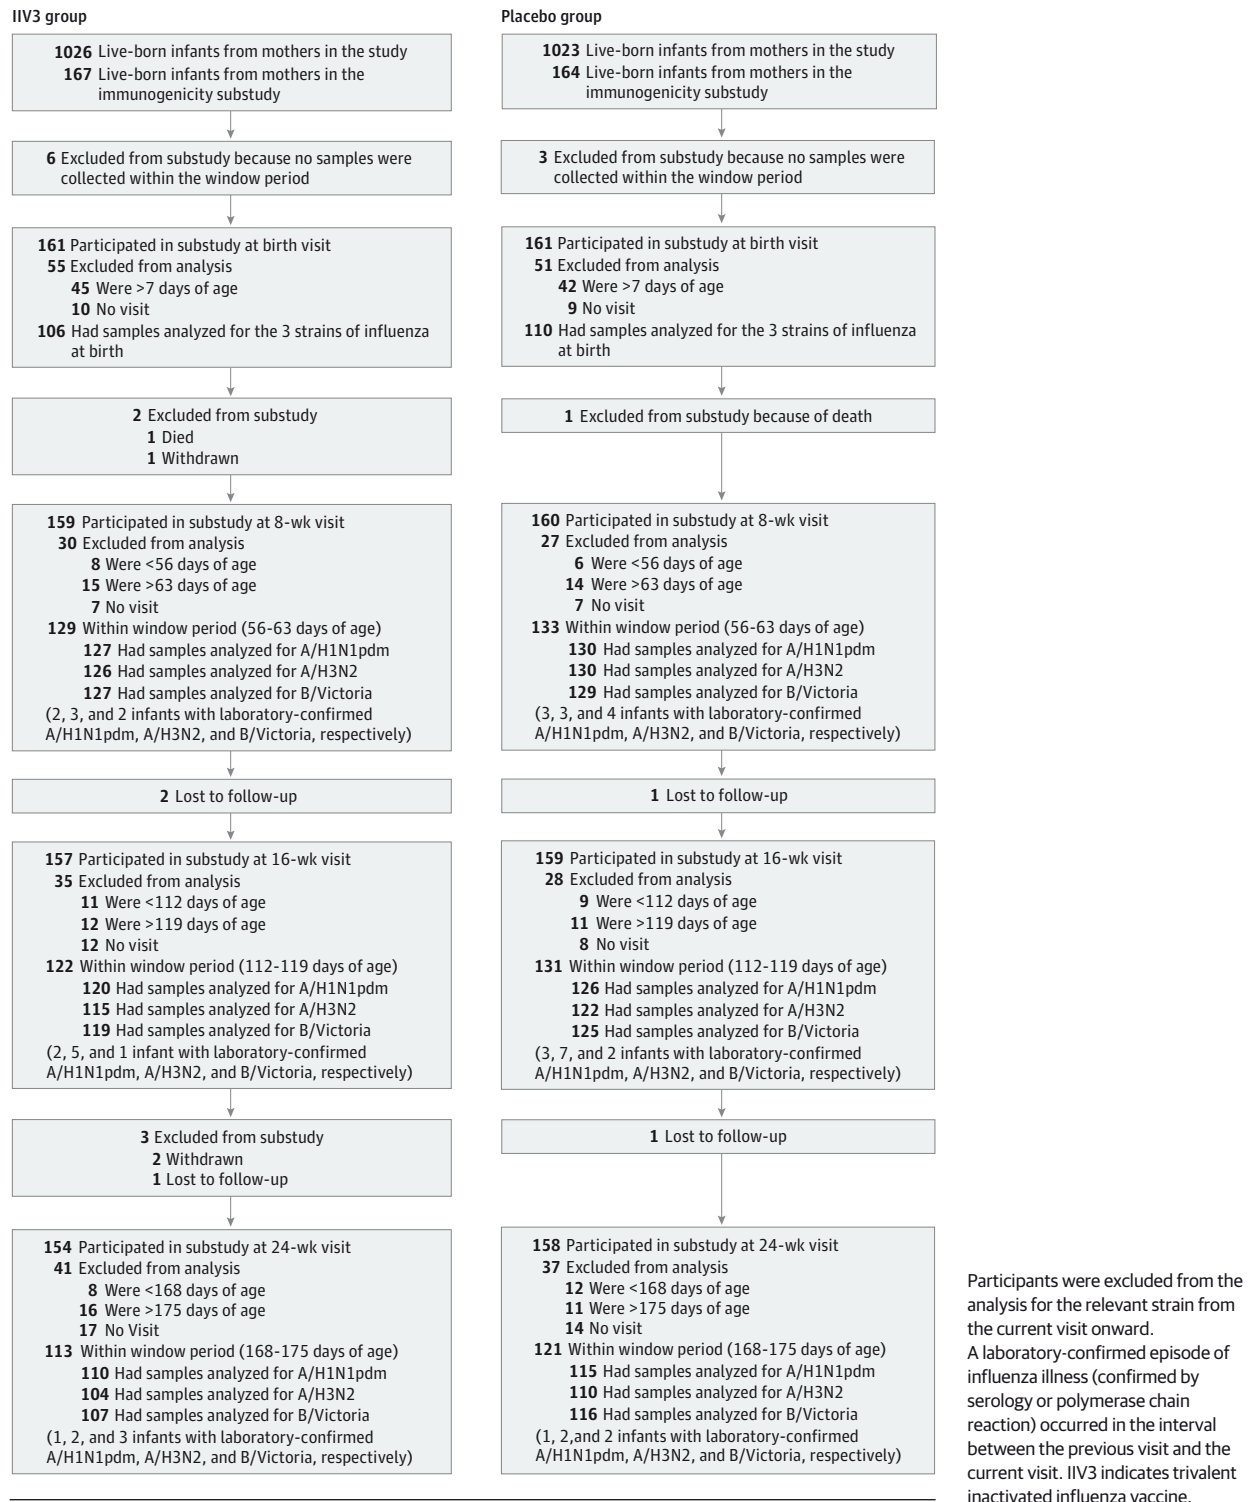 IIV3 group
1026 Live-born infants from mothers in the study
167 Live-born infants from mothers in the
immunogenicity substudy
6 Excluded from substudy because no samples were
collected within the window period
161 Participated in substudy at birth visit
55 Excluded from analysis
45 Were >7 days of age
10 No visit
106 Had samples analyzed for the 3 strains of influenza
at birth
2 Excluded from substudy
1 Died
1 Withdrawn
159 Participated in substudy at 8-wk visit
30 Excluded from analysis
8 Were <56 days of age
15 Were >63 days of age
7 No visit
129 Within window period (56-63 days of age)
127 Had samples analyzed for A/H1N1pdm
126 Had samples analyzed for A/H3N2
127 Had samples analyzed for B/Victoria
(2, 3, and 2 infants with laboratory-confirmed
A/H1N1pdm, A/H3N2, and B/Victoria, respectively)
2 Lost to follow-up
157 Participated in substudy at 16-wk visit
35 Excluded from analysis
11 Were <112 days of age
12 Were >119 days of age
12 No visit
122 Within window period (112-119 days of age)
120 Had samples analyzed for A/H1N1pdm
115 Had samples analyzed for A/H3N2
119 Had samples analyzed for B/Victoria
(2, 5, and 1 infant with laboratory-confirmed
A/H1N1pdm, A/H3N2, and B/Victoria, respectively)
3 Excluded from substudy
2 Withdrawn
1 Lost to follow-up
154 Participated in substudy at 24-wk visit
41 Excluded from analysis
8 Were <168 days of age
16 Were >175 days of age
17 No Visit
113 Within window period (168-175 days of age)
110 Had samples analyzed for A/H1N1pdm
104 Had samples analyzed for A/H3N2
107 Had samples analyzed for B/Victoria
(1, 2, and 3 infants with laboratory-confirmed
A/H1N1pdm, A/H3N2, and B/Victoria, respectively)
Placebo group
1023 Live-born infants from mothers in the study
164 Live-born infants from mothers in the
immunogenicity substudy
3 Excluded from substudy because no samples were
collected within the window period
161 Participated in substudy at birth visit
51 Excluded from analysis
42 Were >7 days of age
9 No visit
110 Had samples analyzed for the 3 strains of influenza
at birth
1 Excluded from substudy because of death
160 Participated in substudy at 8-wk visit
27 Excluded from analysis
6 Were <56 days of age
14 Were >63 days of age
7 No visit
133 Within window period (56-63 days of age)
130 Had samples analyzed for A/H1N1pdm
130 Had samples analyzed for A/H3N2
129 Had samples analyzed for B/Victoria
(3, 3, and 4 infants with laboratory-confirmed
A/H1N1pdm, A/H3N2, and B/Victoria, respectively)
1 Lost to follow-up
159 Participated in substudy at 16-wk visit
28 Excluded from analysis
9 Were <112 days of age
11 Were >119 days of age
8 No visit
131 Within window period (112-119 days of age)
126 Had samples analyzed for A/H1N1pdm
122 Had samples analyzed for A/H3N2
125 Had samples analyzed for B/Victoria
(3, 7, and 2 infants with laboratory-confirmed
A/H1N1pdm, A/H3N2, and B/Victoria, respectively)
1 Lost to follow-up
158 Participated in substudy at 24-wk visit
37 Excluded from analysis
12 Were <168 days of age
11 Were >175 days of age
14 No visit
121 Within window period (168-175 days of age)
115 Had samples analyzed for A/H1N1pdm
110 Had samples analyzed for A/H3N2
116 Had samples analyzed for B/Victoria
(1, 2,and 2 infants with laboratory-confirmed
A/H1N1pdm, A/H3N2, and B/Victoria, respectively)
Participants were excluded from the
analysis for the relevant strain from
the current visit onward.
A laboratory-confirmed episode of
influenza illness (confirmed by
serology or polymerase chain
reaction) occurred in the interval
between the previous visit and the
current visit. IIV3 indicates trivalent
inactivated influenza vaccine.